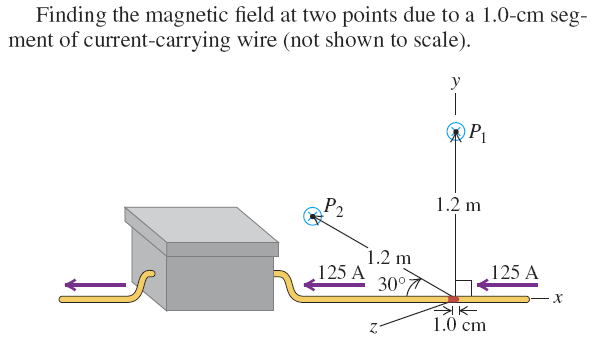 Finding the magnetic field at two points due to a 1.0-cm seg-
ment of current-carrying wire (not shown to scale).
y
P1
P2
1.2 m
1.2 m
125 A
30°
125 A
x
z
1.0 cm